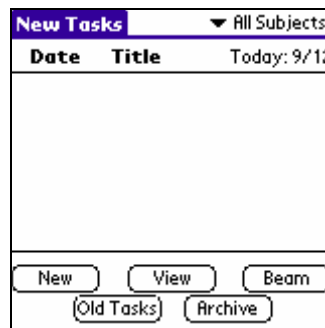 New Tasks All Subjects
Date Title Today: 9/12
New View Beam
Old Tasks Archive